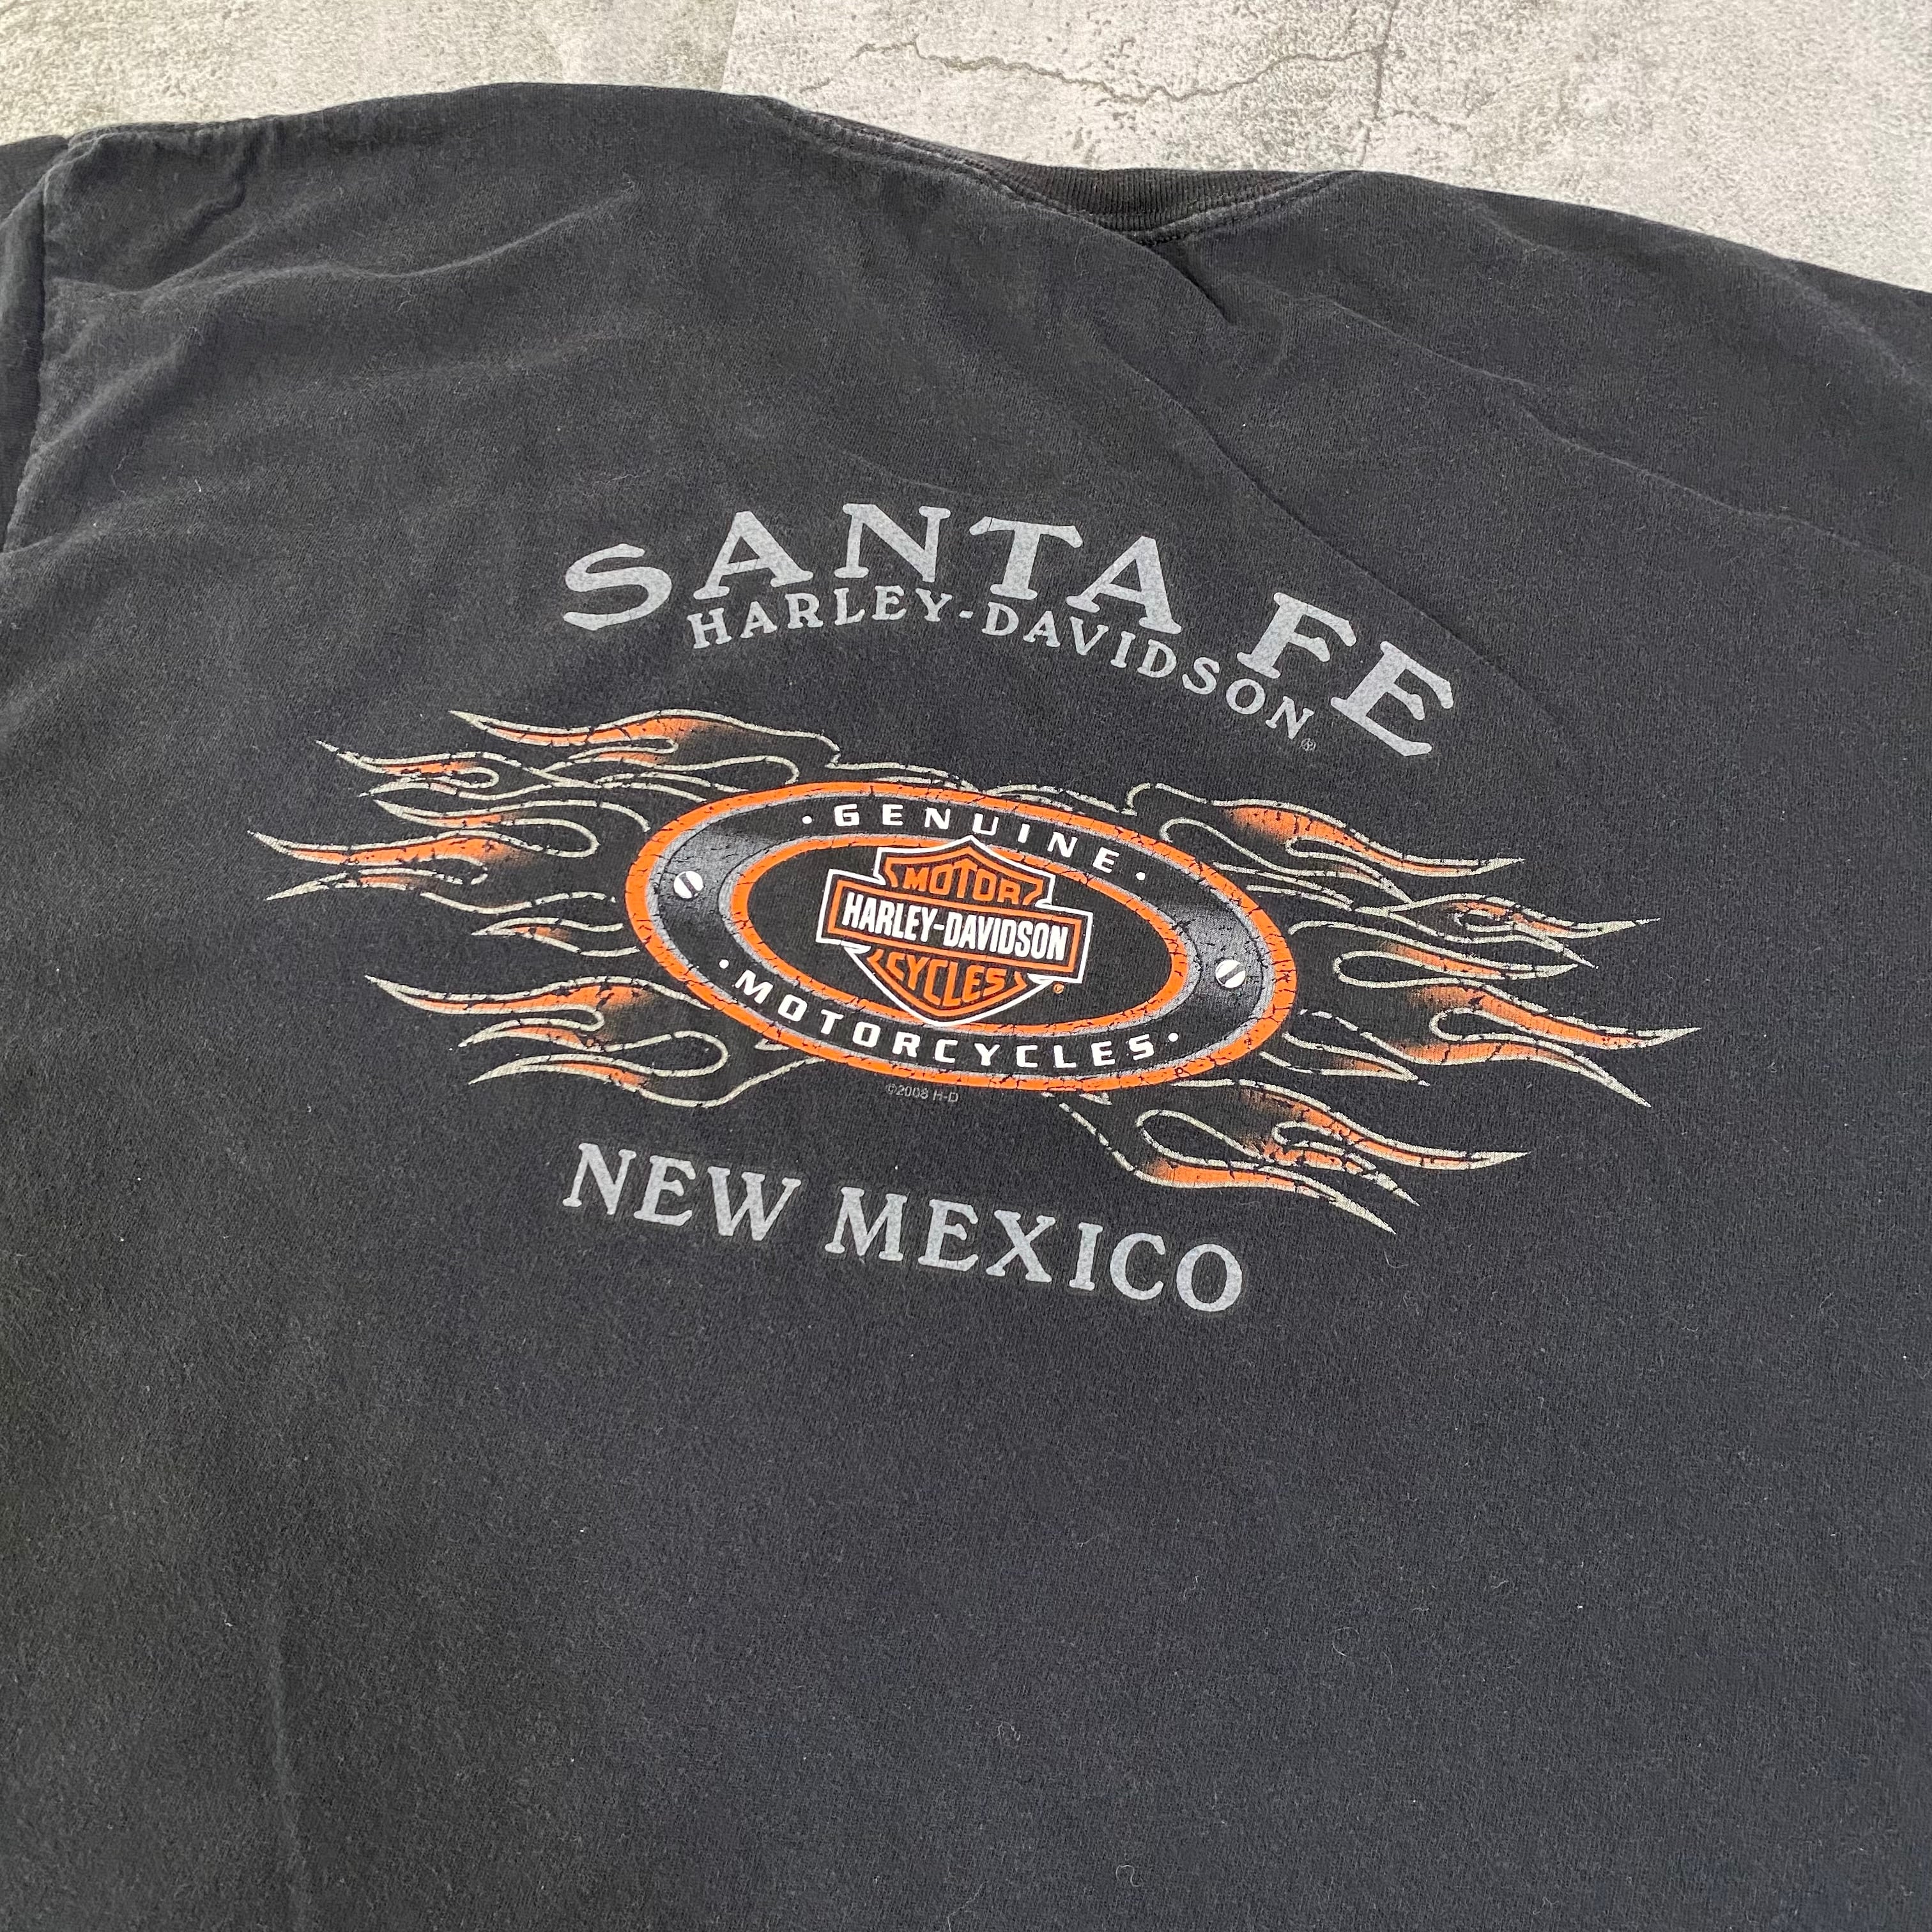 SANTA FE
HARLEY-DAVIDSON®
• GENUINE •
MOTOR
HARLEY-DAVIDSON
CYCLES
®
• MOTORCYCLES •
©2008 H-D
NEW MEXICO